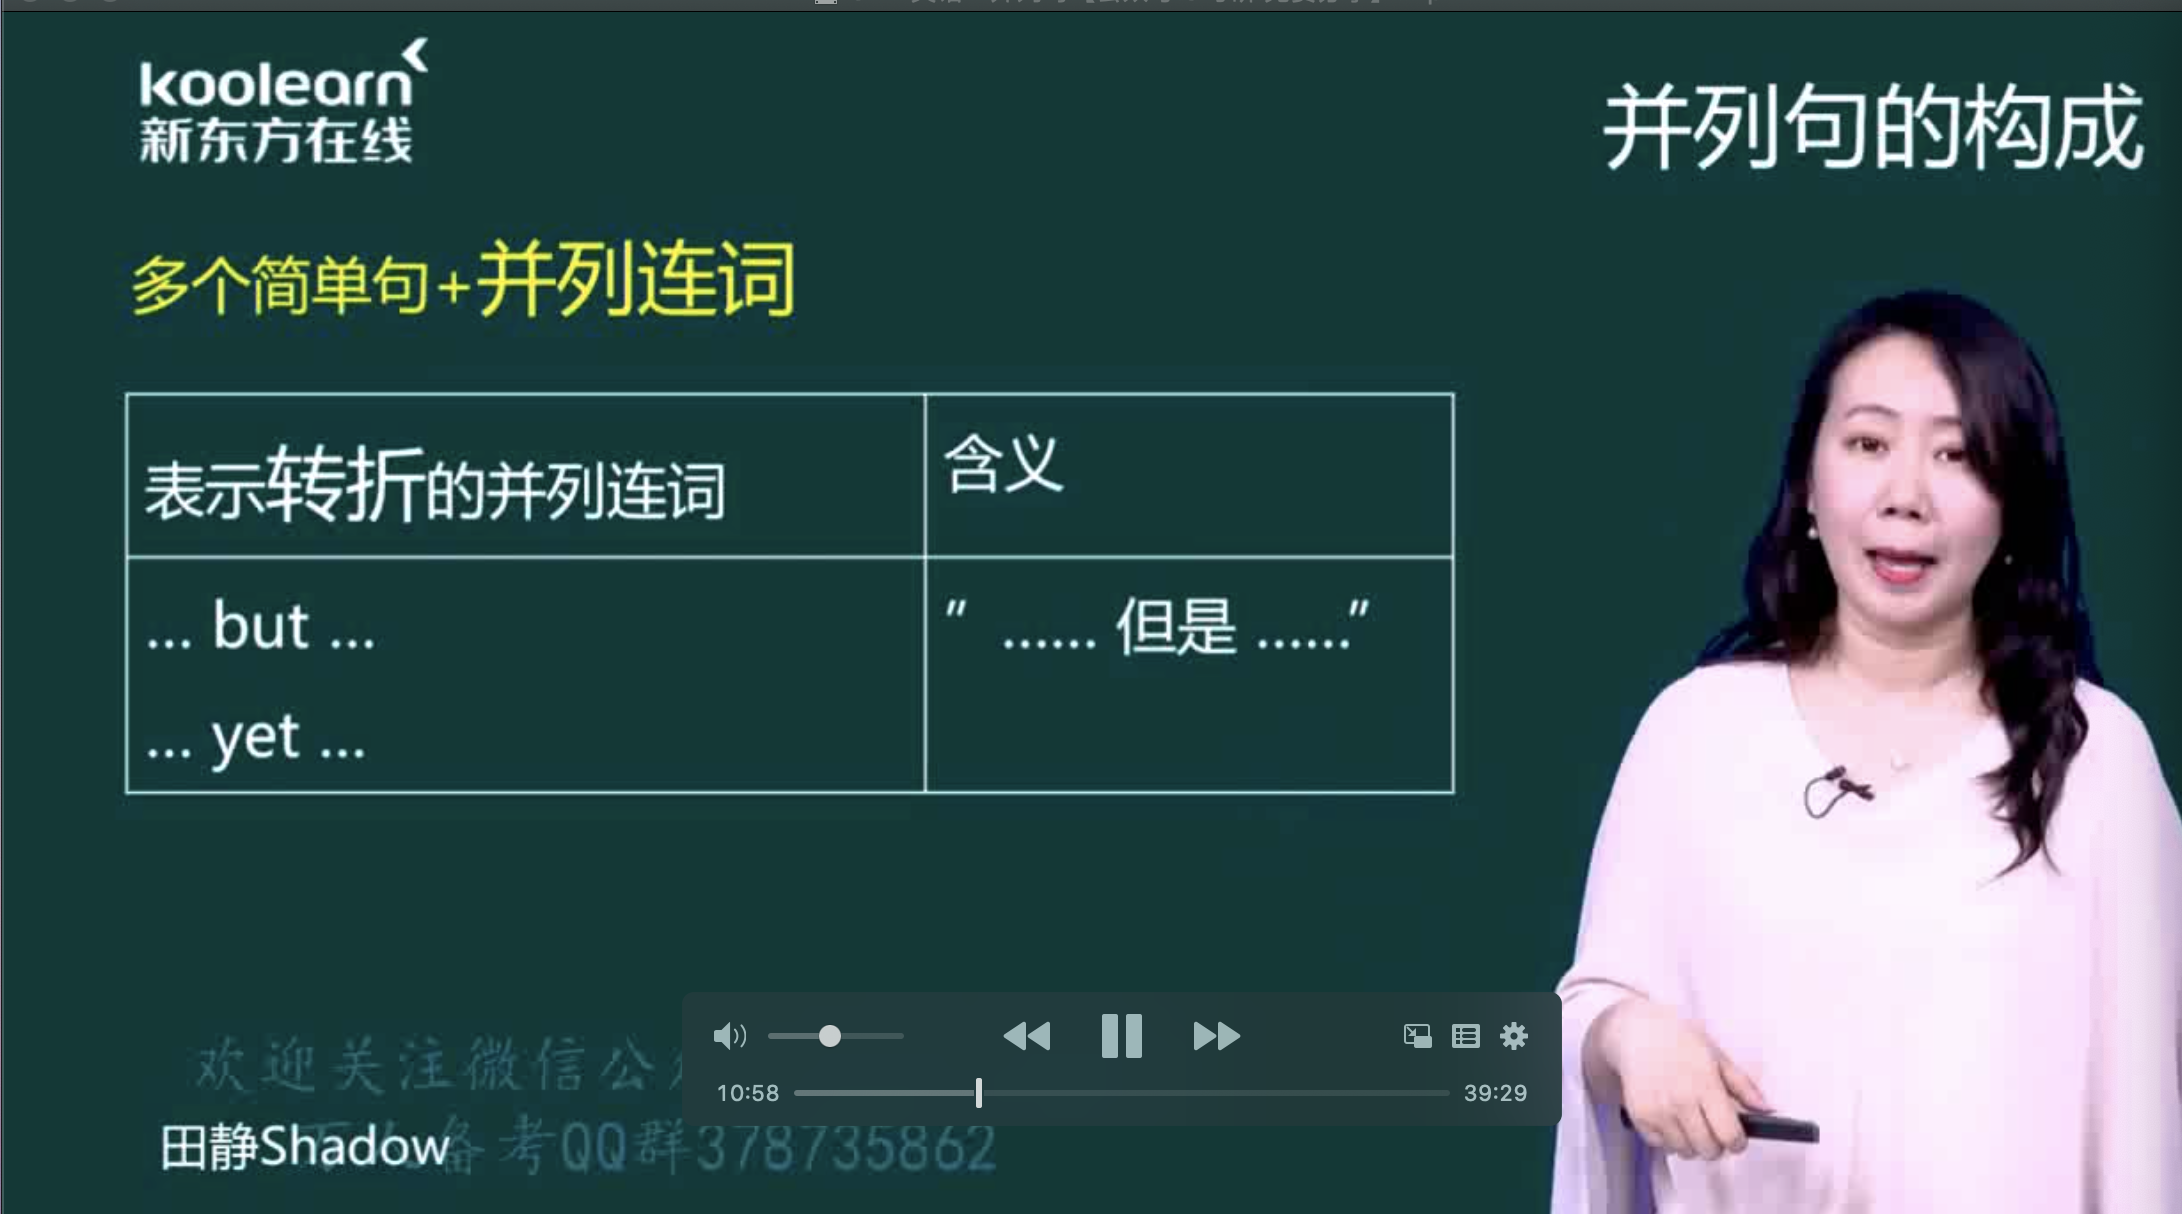 koolearn
新东方在线
并列句的构成
多个简单句+并列连词
表示转折的并列连词
含义
... but ...
" ...... 但是 ......"
... yet ...
欢迎关注微信公
田静Shadow
备考QQ群378735862
10:58
39:29